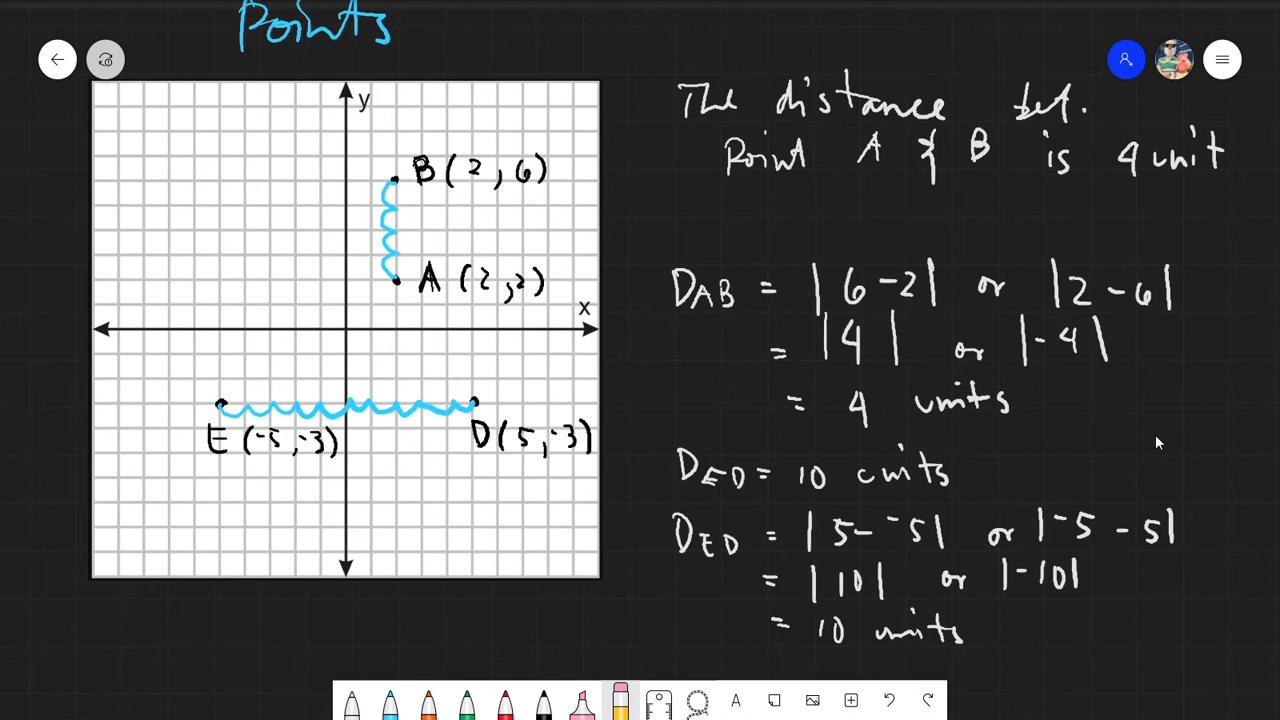 Points
y
B (2, 6)
A (2,2)
x
E (-5,-3)
D(5,-3)
The distance bet.
Point A & B is 4 unit
DAB = |6-2| or |2-6|
= |4| or |-4|
= 4 units
DED = 10 units
DED = |5- -5| or |-5 -5|
= |10| or |-10|
= 10 units
A